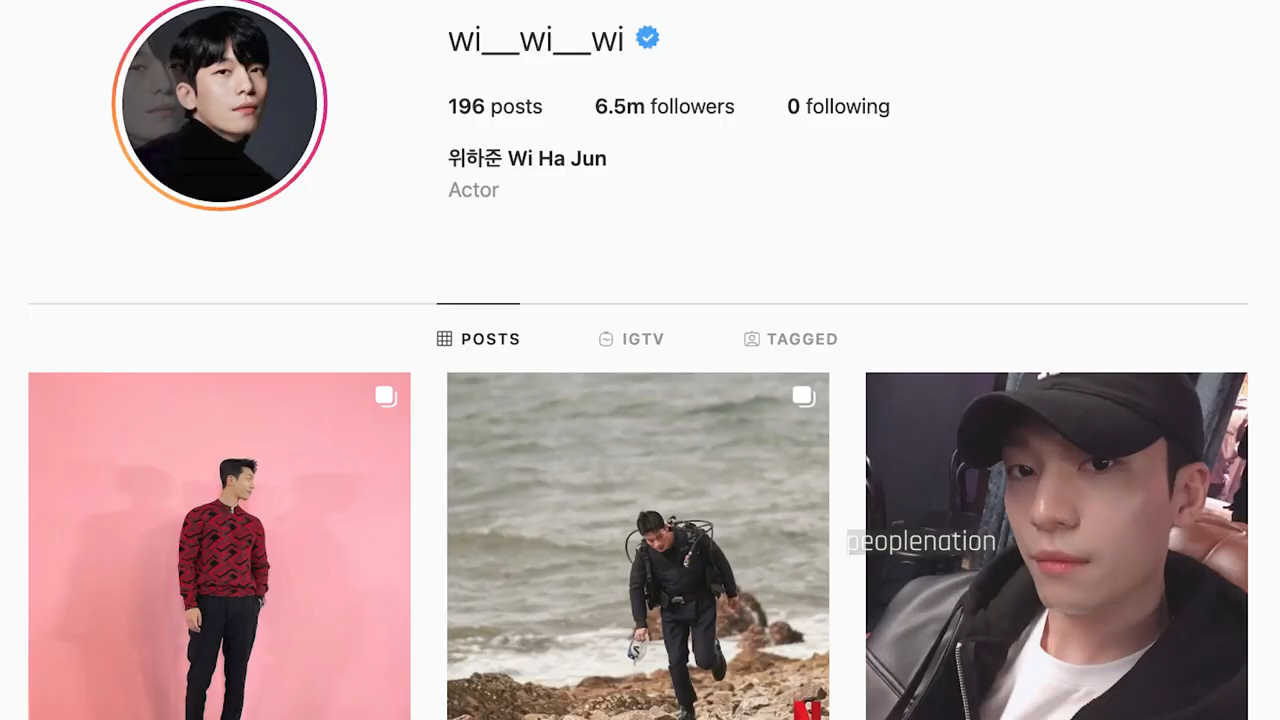 wi__wi__wi
196 posts 6.5m followers 0 following
위하준 Wi Ha Jun
Actor
POSTS IGTV TAGGED
peoplenation